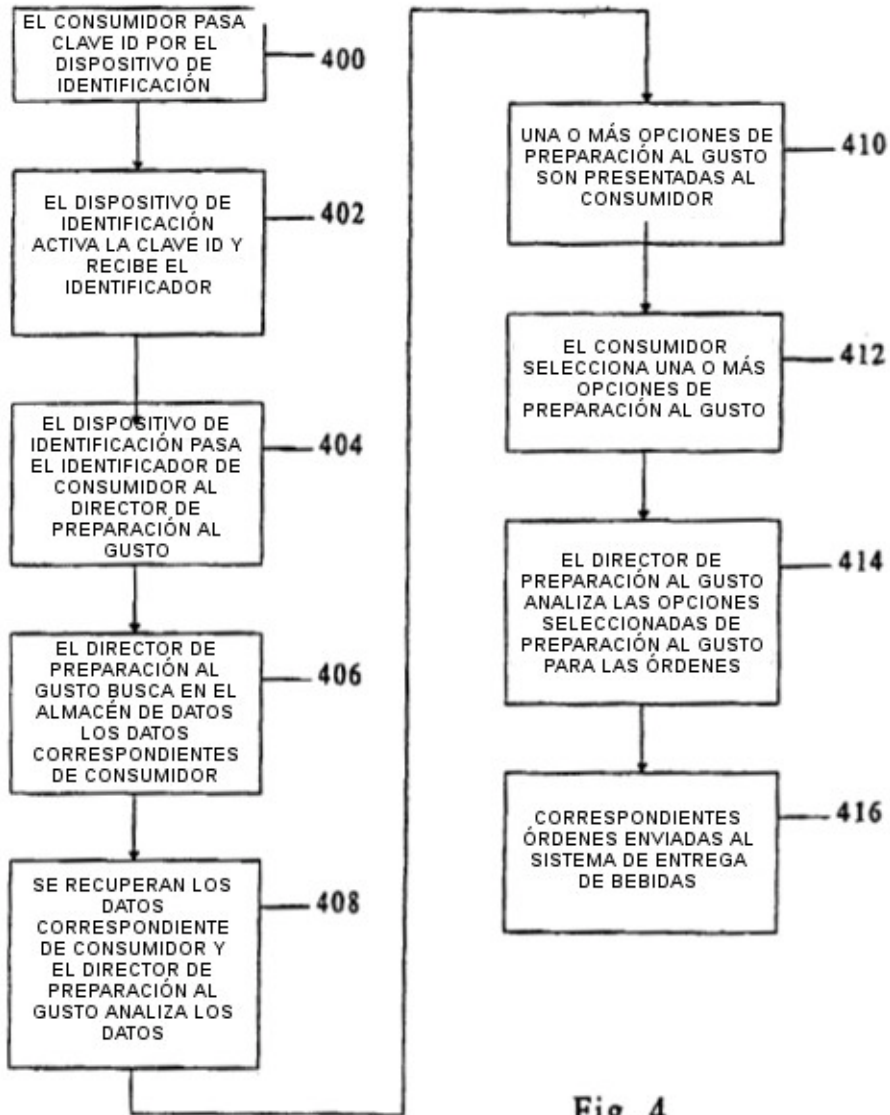 EL CONSUMIDOR PASA
CLAVE ID POR EL
DISPOSITIVO DE
IDENTIFICACIÓN
400
EL DISPOSITIVO DE
IDENTIFICACIÓN
ACTIVA LA CLAVE ID Y
RECIBE EL
IDENTIFICADOR
402
EL DISPOSITIVO DE
IDENTIFICACIÓN PASA
EL IDENTIFICADOR DE
CONSUMIDOR AL
DIRECTOR DE
PREPARACIÓN AL
GUSTO
404
EL DIRECTOR DE
PREPARACIÓN AL
GUSTO BUSCA EN EL
ALMACÉN DE DATOS
LOS DATOS
CORRESPONDIENTES
DE CONSUMIDOR
406
SE RECUPERAN LOS
DATOS
CORRESPONDIENTE
DE CONSUMIDOR Y
EL DIRECTOR DE
PREPARACIÓN AL
GUSTO ANALIZA LOS
DATOS
408
UNA O MÁS OPCIONES DE
PREPARACIÓN AL GUSTO
SON PRESENTADAS AL
CONSUMIDOR
410
EL CONSUMIDOR
SELECCIONA UNA O MÁS
OPCIONES DE
PREPARACIÓN AL GUSTO
412
EL DIRECTOR DE
PREPARACIÓN AL GUSTO
ANALIZA LAS OPCIONES
SELECCIONADAS DE
PREPARACIÓN AL GUSTO
PARA LAS ÓRDENES
414
CORRESPONDIENTES
ÓRDENES ENVIADAS AL
SISTEMA DE ENTREGA
DE BEBIDAS
416
Fig. 4